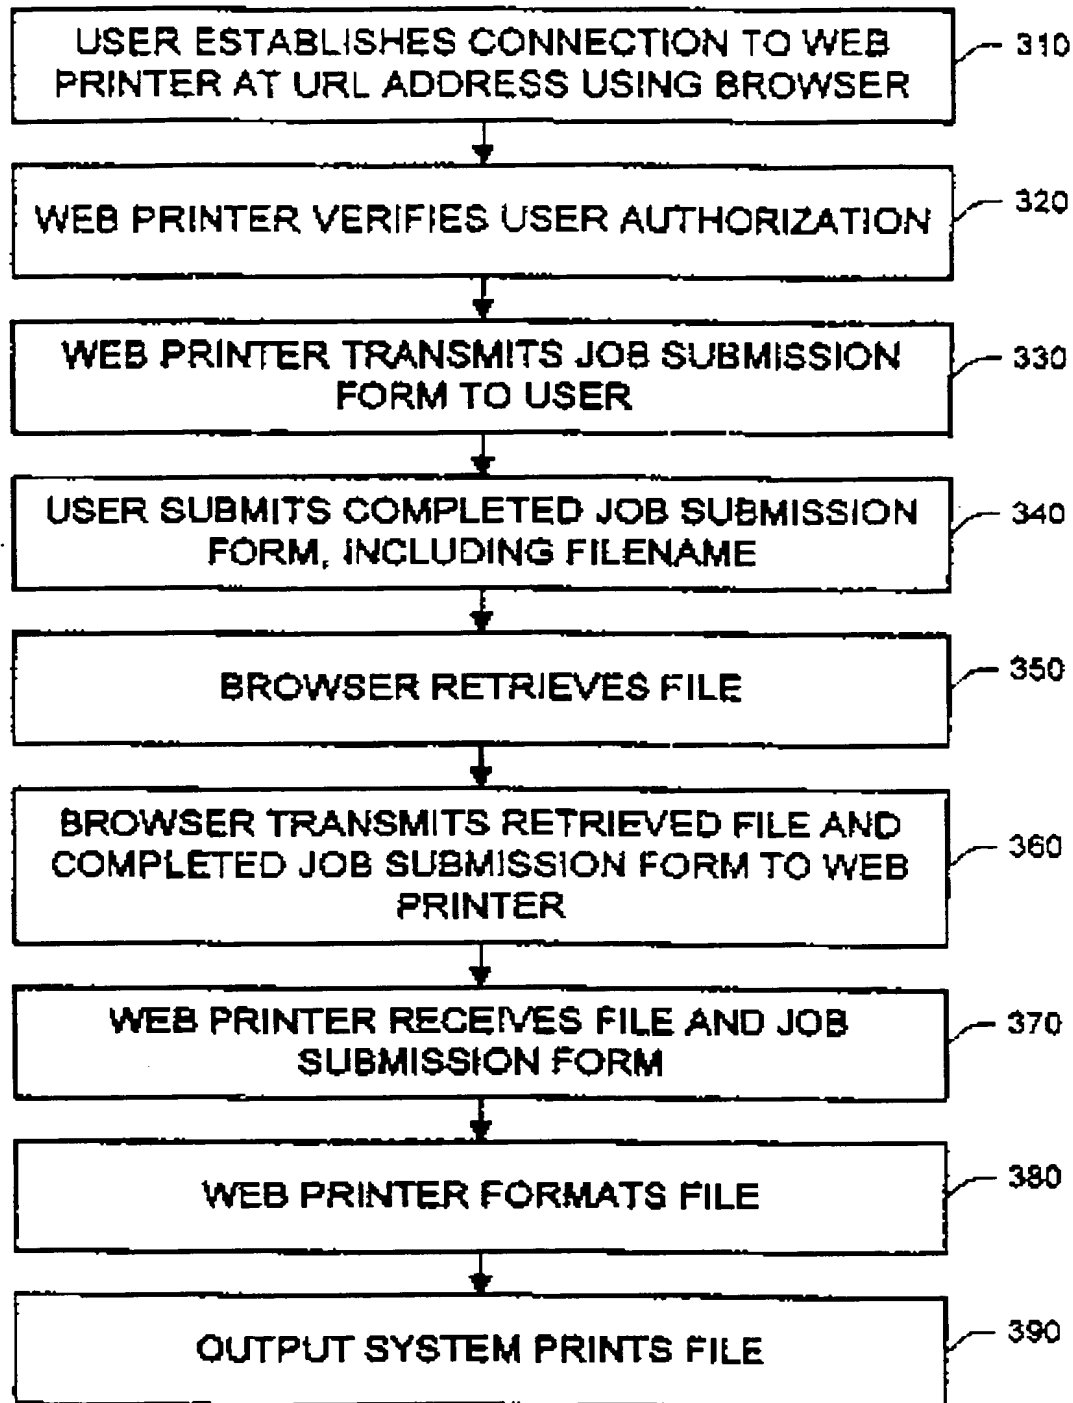 USER ESTABLISHES CONNECTION TO WEB
PRINTER AT URL ADDRESS USING BROWSER
310
WEB PRINTER VERIFIES USER AUTHORIZATION
320
WEB PRINTER TRANSMITS JOB SUBMISSION
FORM TO USER
330
USER SUBMITS COMPLETED JOB SUBMISSION
FORM, INCLUDING FILENAME
340
BROWSER RETRIEVES FILE
350
BROWSER TRANSMITS RETRIEVED FILE AND
COMPLETED JOB SUBMISSION FORM TO WEB
PRINTER
360
WEB PRINTER RECEIVES FILE AND JOB
SUBMISSION FORM
370
WEB PRINTER FORMATS FILE
380
OUTPUT SYSTEM PRINTS FILE
390